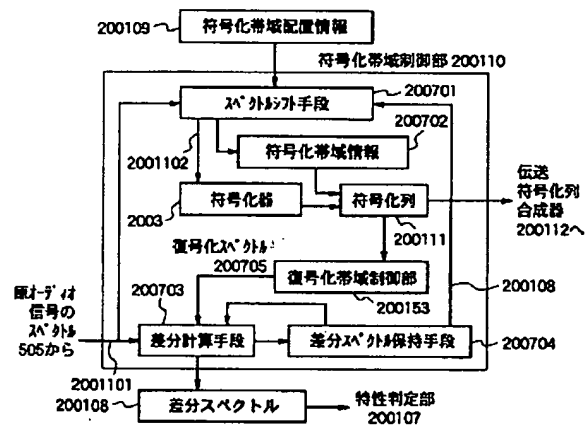 200109
符号化帯域配置情報
符号化帯域制御部 200110
スペクトルシフト手段
200701
200702
2001102
符号化帯域情報
2003
符号化器
符号化列
200111
伝送
符号化列
合成器
200112へ
復号化スペクトル
200705
復号化帯域制御部
200153
200108
200703
原オーディオ
信号の
スペクトル
505から
差分計算手段
差分スペクトル保持手段
200704
2001101
200108
差分スペクトル
特性判定部
200107